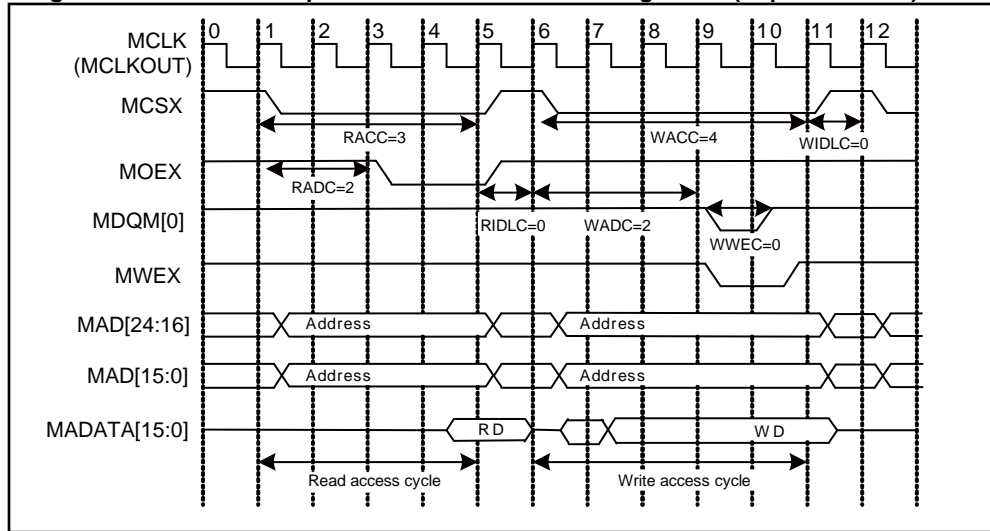 0 1 2 3 4 5 6 7 8 9 10 11 12
MCLK
(MCLKOUT)
MCSX
RACC=3
WACC=4
WIDLC=0
MOEX
RADC=2
MDQM[0]
RIDLC=0
WADC=2
WWEC=0
MWEX
MAD[24:16]
Address
Address
MAD[15:0]
Address
Address
MADATA[15:0]
RD
WD
Read access cycle
Write access cycle